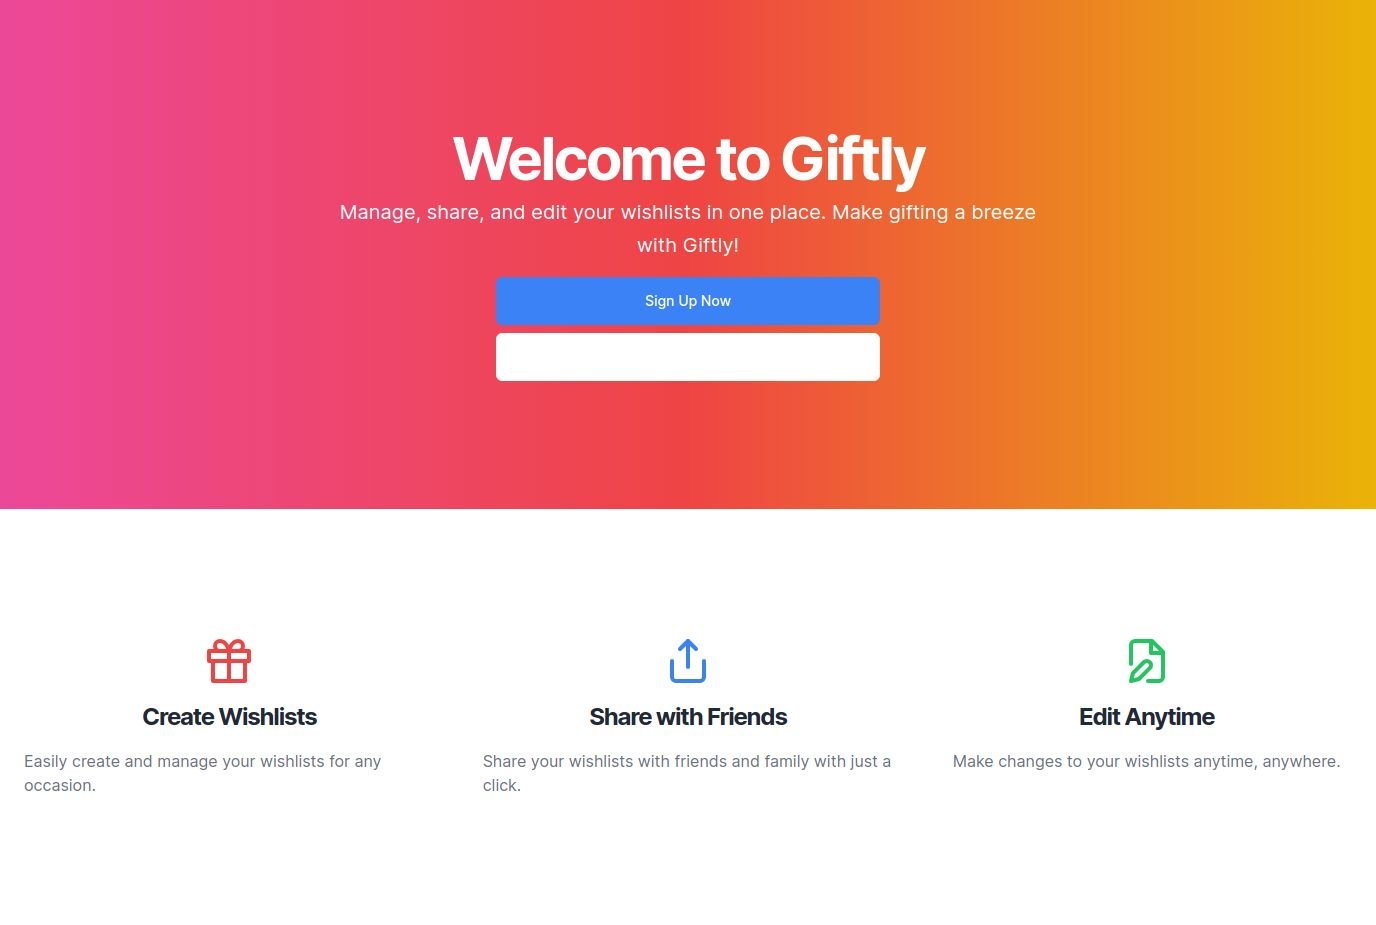 Welcome to Giftly
Manage, share, and edit your wishlists in one place. Make gifting a breeze
with Giftly!
Sign Up Now
Create Wishlists
Easily create and manage your wishlists for any
occasion.
Share with Friends
Share your wishlists with friends and family with just a
click.
Edit Anytime
Make changes to your wishlists anytime, anywhere.